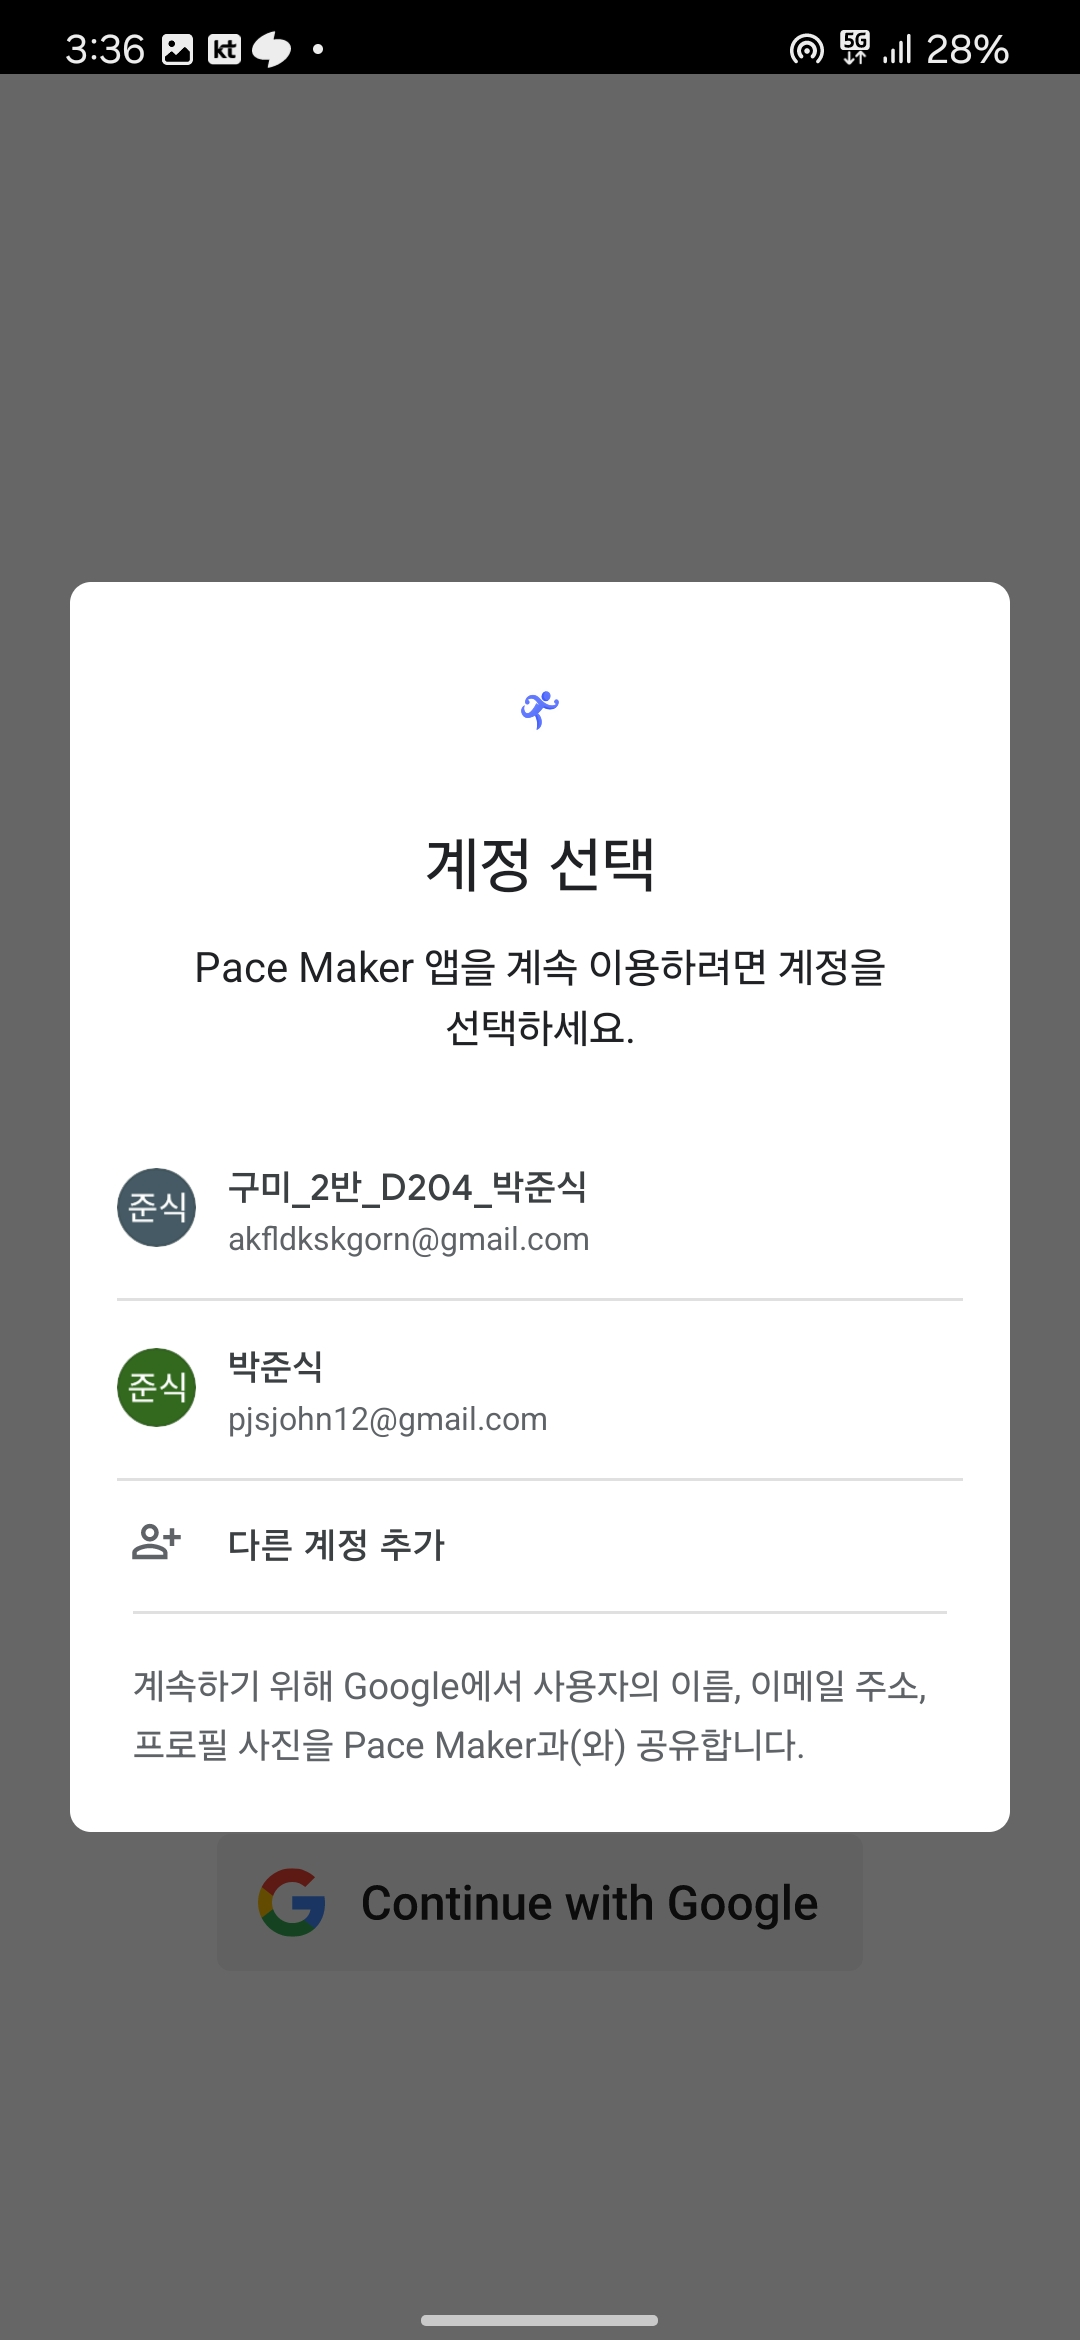 3:36
kt
5G
28%
계정 선택
Pace Maker 앱을 계속 이용하려면 계정을
선택하세요.
준식
구미_2반_D204_박준식
akfldkskgorn@gmail.com
준식
박준식
pjsjohn12@gmail.com
다른 계정 추가
계속하기 위해 Google에서 사용자의 이름, 이메일 주소,
프로필 사진을 Pace Maker과(와) 공유합니다.
Continue with Google